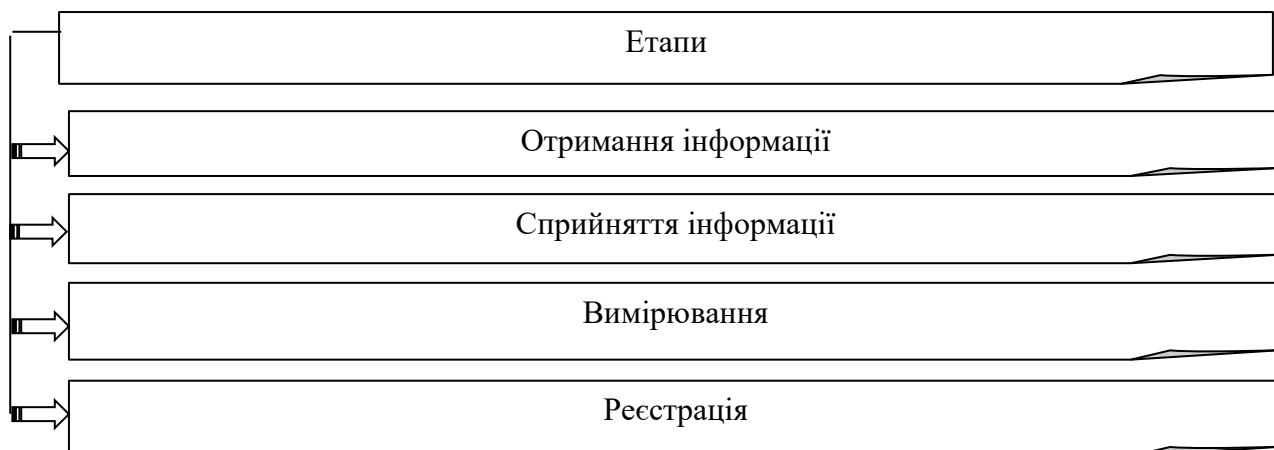 Етапи
Отримання інформації
Сприйняття інформації
Вимірювання
Реєстрація